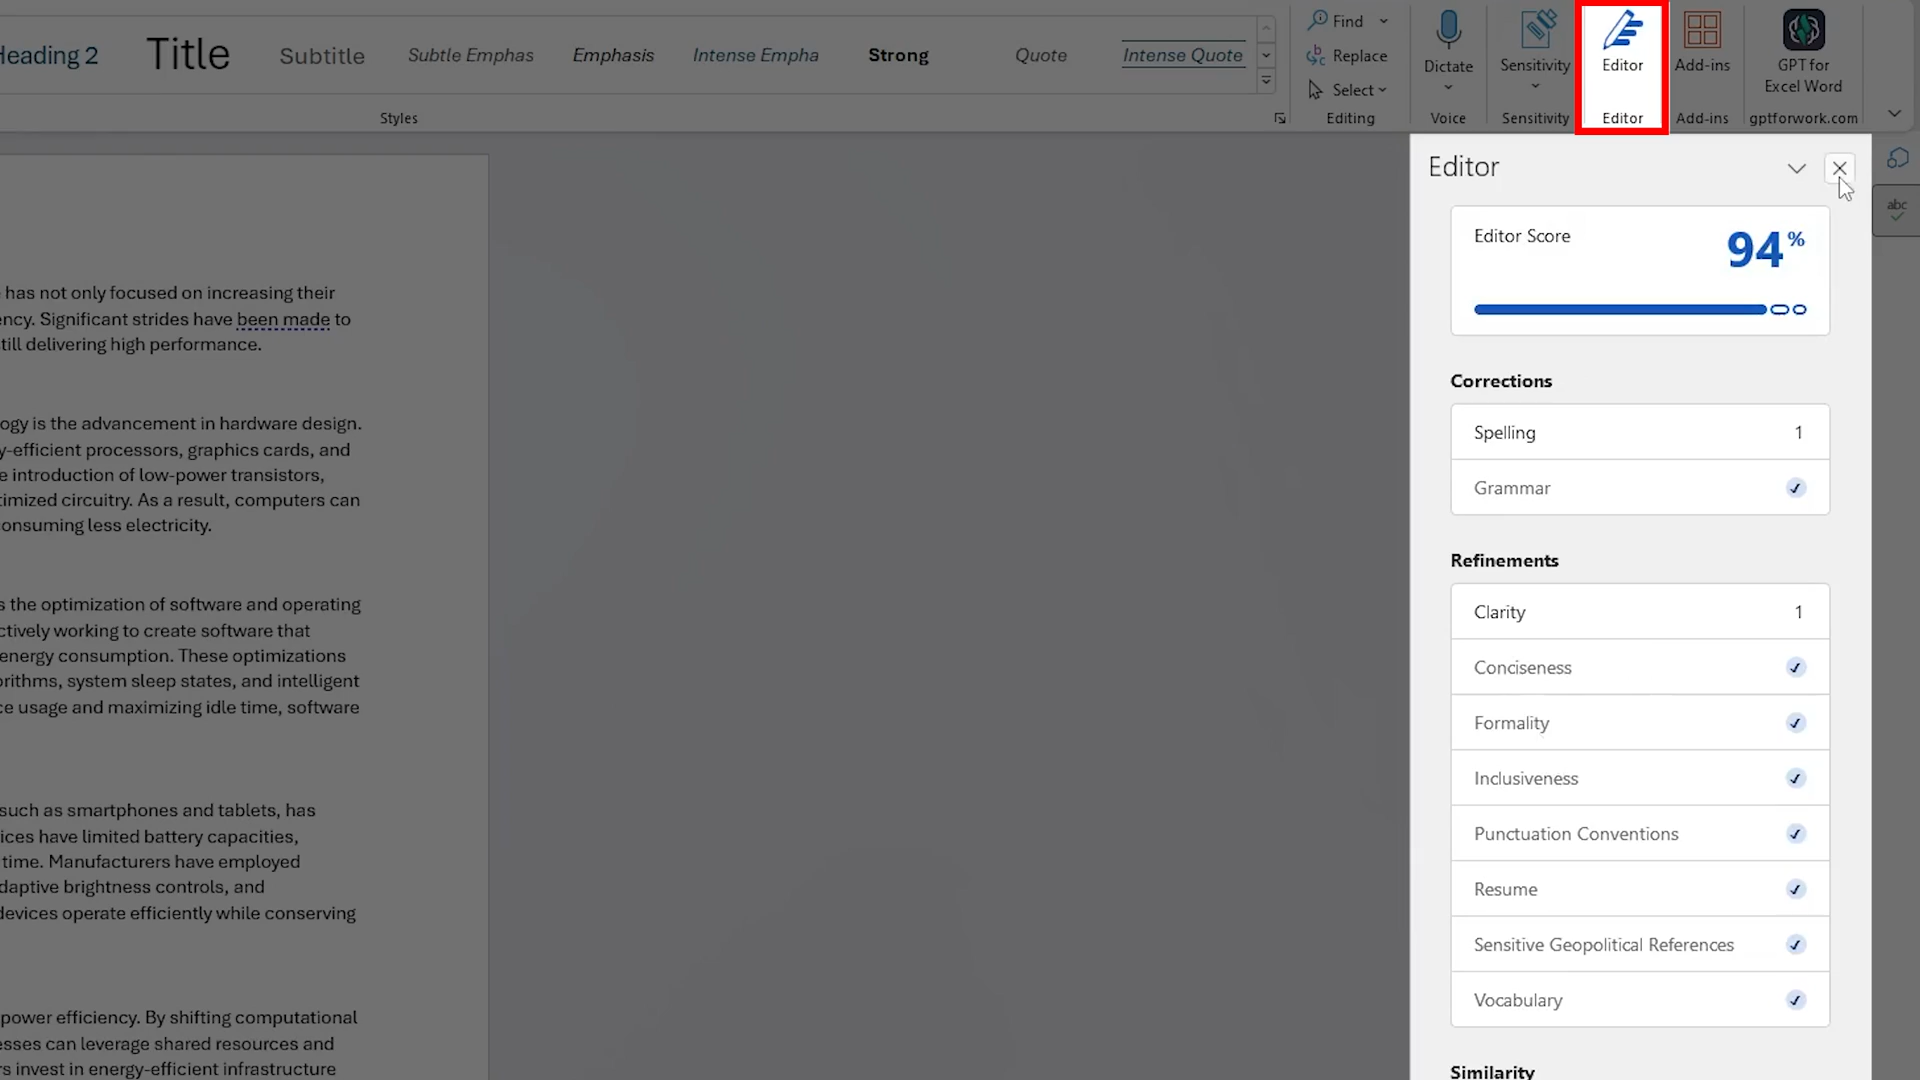 Heading 2 Title Subtitle Subtle Emphas Emphasis Intense Empha Strong Quote Intense Quote
Styles
Find
Replace
Select
Editing
Dictate
Voice
Sensitivity
Sensitivity
Editor
Editor
Add-ins
Add-ins
GPT for
Excel Word
gptforwork.com
has not only focused on increasing their
ency. Significant strides have been made to
still delivering high performance.
ogy is the advancement in hardware design.
y-efficient processors, graphics cards, and
e introduction of low-power transistors,
timized circuitry. As a result, computers can
onsuming less electricity.
s the optimization of software and operating
ctively working to create software that
energy consumption. These optimizations
orithms, system sleep states, and intelligent
ce usage and maximizing idle time, software
such as smartphones and tablets, has
ices have limited battery capacities,
time. Manufacturers have employed
daptive brightness controls, and
devices operate efficiently while conserving
power efficiency. By shifting computational
esses can leverage shared resources and
rs invest in energy-efficient infrastructure
Editor
Editor Score 94%
Corrections
Spelling 1
Grammar
Refinements
Clarity 1
Conciseness
Formality
Inclusiveness
Punctuation Conventions
Resume
Sensitive Geopolitical References
Vocabulary
Similarity
abc